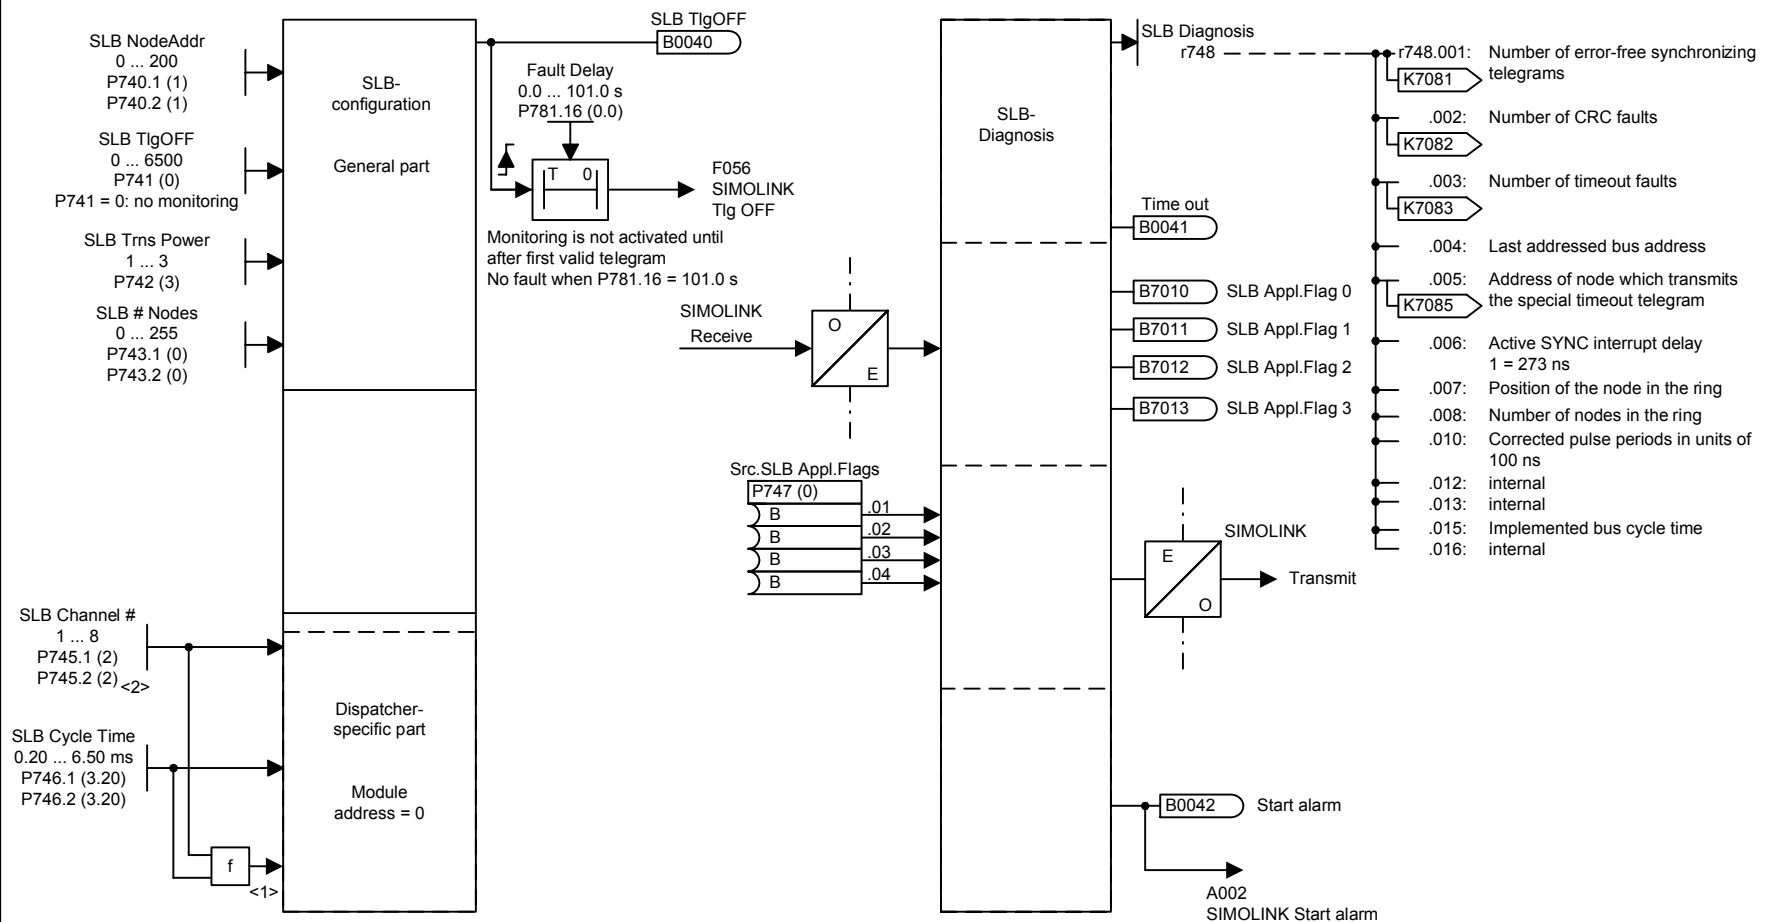 SLB NodeAddr
0 ... 200
P740.1 (1)
P740.2 (1)
SLB TlgOFF
0 ... 6500
P741 (0)
P741 = 0: no monitoring
SLB Trns Power
1 ... 3
P742 (3)
SLB # Nodes
0 ... 255
P743.1 (0)
P743.2 (0)
SLB Channel #
1 ... 8
P745.1 (2)
P745.2 (2)
<2>
SLB Cycle Time
0.20 ... 6.50 ms
P746.1 (3.20)
P746.2 (3.20)
f
<1>
SLB-
configuration
General part
Dispatcher-
specific part
Module
address = 0
SLB TlgOFF
B0040
Fault Delay
0.0 ... 101.0 s
P781.16 (0.0)
T 0
F056
SIMOLINK
Tlg OFF
Monitoring is not activated until
after first valid telegram
No fault when P781.16 = 101.0 s
SIMOLINK
Receive
O
E
Src.SLB Appl.Flags
P747 (0)
B .01
B .02
B .03
B .04
SLB-
Diagnosis
SLB Diagnosis
r748
Time out
B0041
B7010 SLB Appl.Flag 0
B7011 SLB Appl.Flag 1
B7012 SLB Appl.Flag 2
B7013 SLB Appl.Flag 3
SIMOLINK
E
O
Transmit
B0042 Start alarm
A002
SIMOLINK Start alarm
r748.001: Number of error-free synchronizing
telegrams
K7081
.002: Number of CRC faults
K7082
.003: Number of timeout faults
K7083
.004: Last addressed bus address
.005: Address of node which transmits
the special timeout telegram
K7085
.006: Active SYNC interrupt delay
1 = 273 ns
.007: Position of the node in the ring
.008: Number of nodes in the ring
.010: Corrected pulse periods in units of
100 ns
.012: internal
.013: internal
.015: Implemented bus cycle time
.016: internal